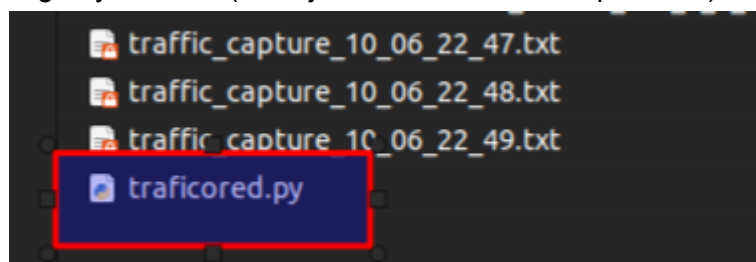 traffic_capture_10_06_22_47.txt
traffic_capture_10_06_22_48.txt
traffic_capture_10_06_22_49.txt
traficored.py